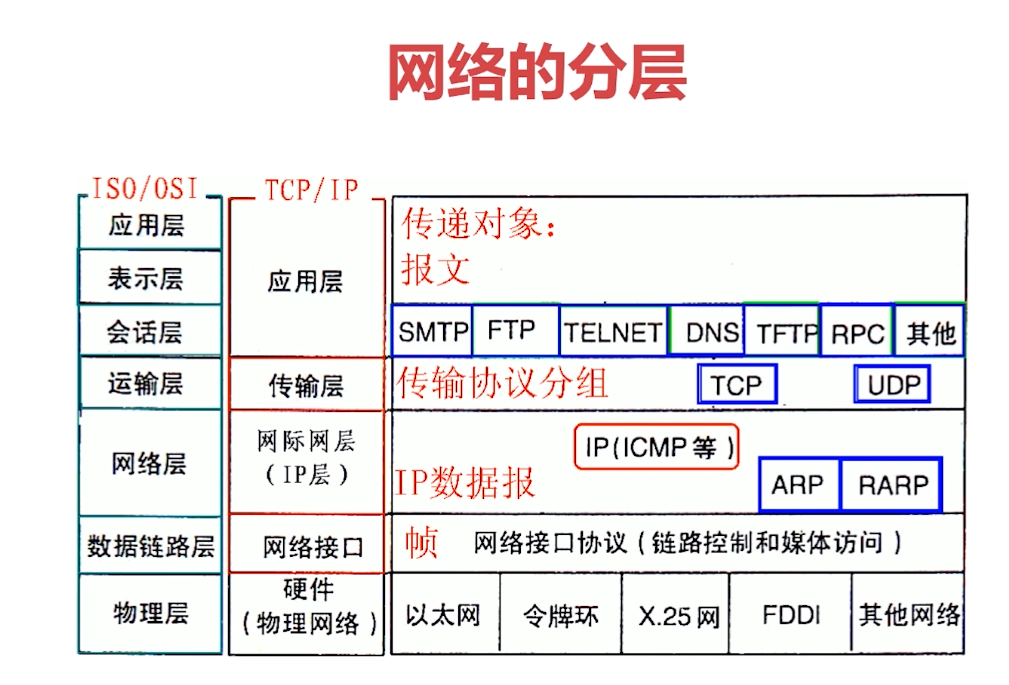 网络的分层
ISO/OSI
TCP/IP
应用层
表示层
会话层
运输层
网络层
数据链路层
物理层
应用层
传输层
网际网层
(IP层)
网络接口
硬件
(物理网络)
传递对象：
报文
SMTP FTP TELNET DNS TFTP RPC 其他
传输协议分组 TCP UDP
IP(ICMP等)
IP数据报 ARP RARP
帧 网络接口协议(链路控制和媒体访问)
以太网 令牌环 X.25网 FDDI 其他网络